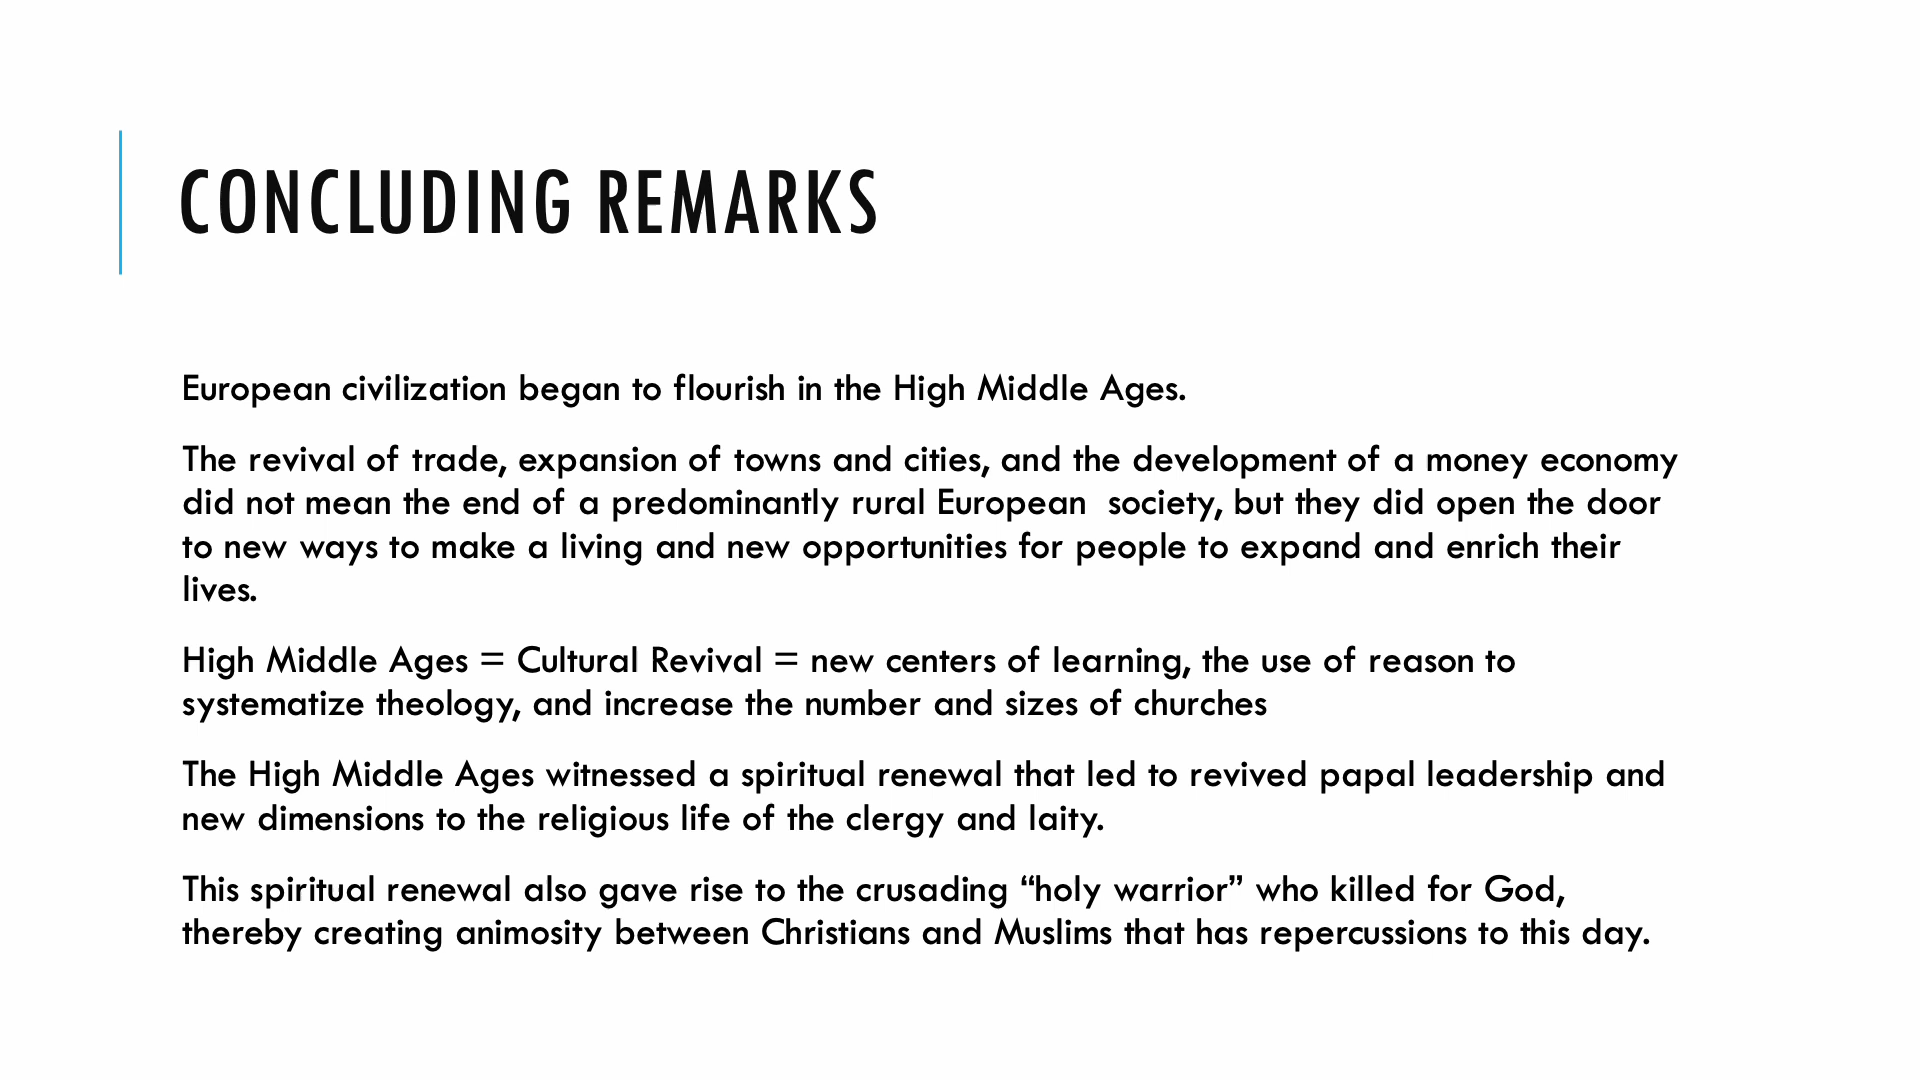 CONCLUDING REMARKS
European civilization began to flourish in the High Middle Ages.
The revival of trade, expansion of towns and cities, and the development of a money economy
did not mean the end of a predominantly rural European  society, but they did open the door
to new ways to make a living and new opportunities for people to expand and enrich their
lives.
High Middle Ages = Cultural Revival = new centers of learning, the use of reason to
systematize theology, and increase the number and sizes of churches
The High Middle Ages witnessed a spiritual renewal that led to revived papal leadership and
new dimensions to the religious life of the clergy and laity.
This spiritual renewal also gave rise to the crusading “holy warrior” who killed for God,
thereby creating animosity between Christians and Muslims that has repercussions to this day.